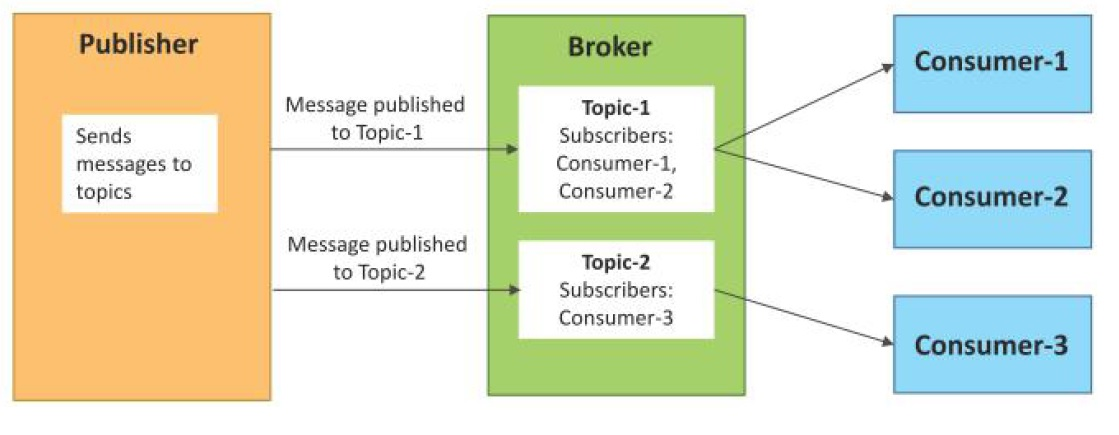 Publisher
Sends
messages to
topics
Message published
to Topic-1
Message published
to Topic-2
Broker
Topic-1
Subscribers:
Consumer-1,
Consumer-2
Topic-2
Subscribers:
Consumer-3
Consumer-1
Consumer-2
Consumer-3